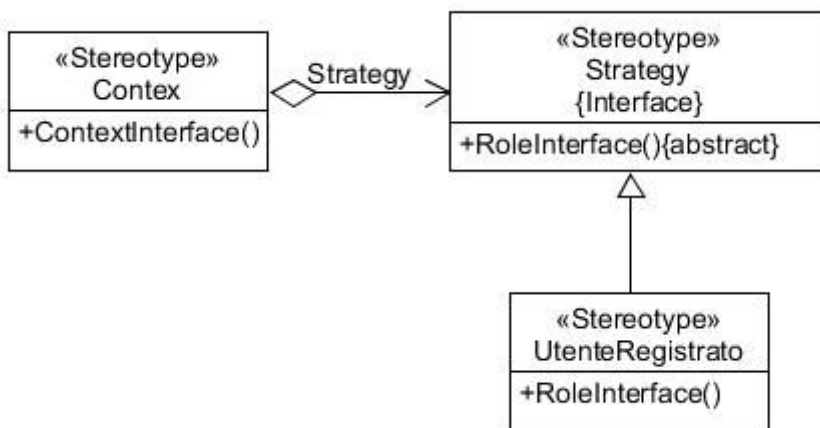 «Stereotype»
Contex
+ContextInterface()
Strategy
«Stereotype»
Strategy
{Interface}
+RoleInterface(){abstract}
«Stereotype»
UtenteRegistrato
+RoleInterface()